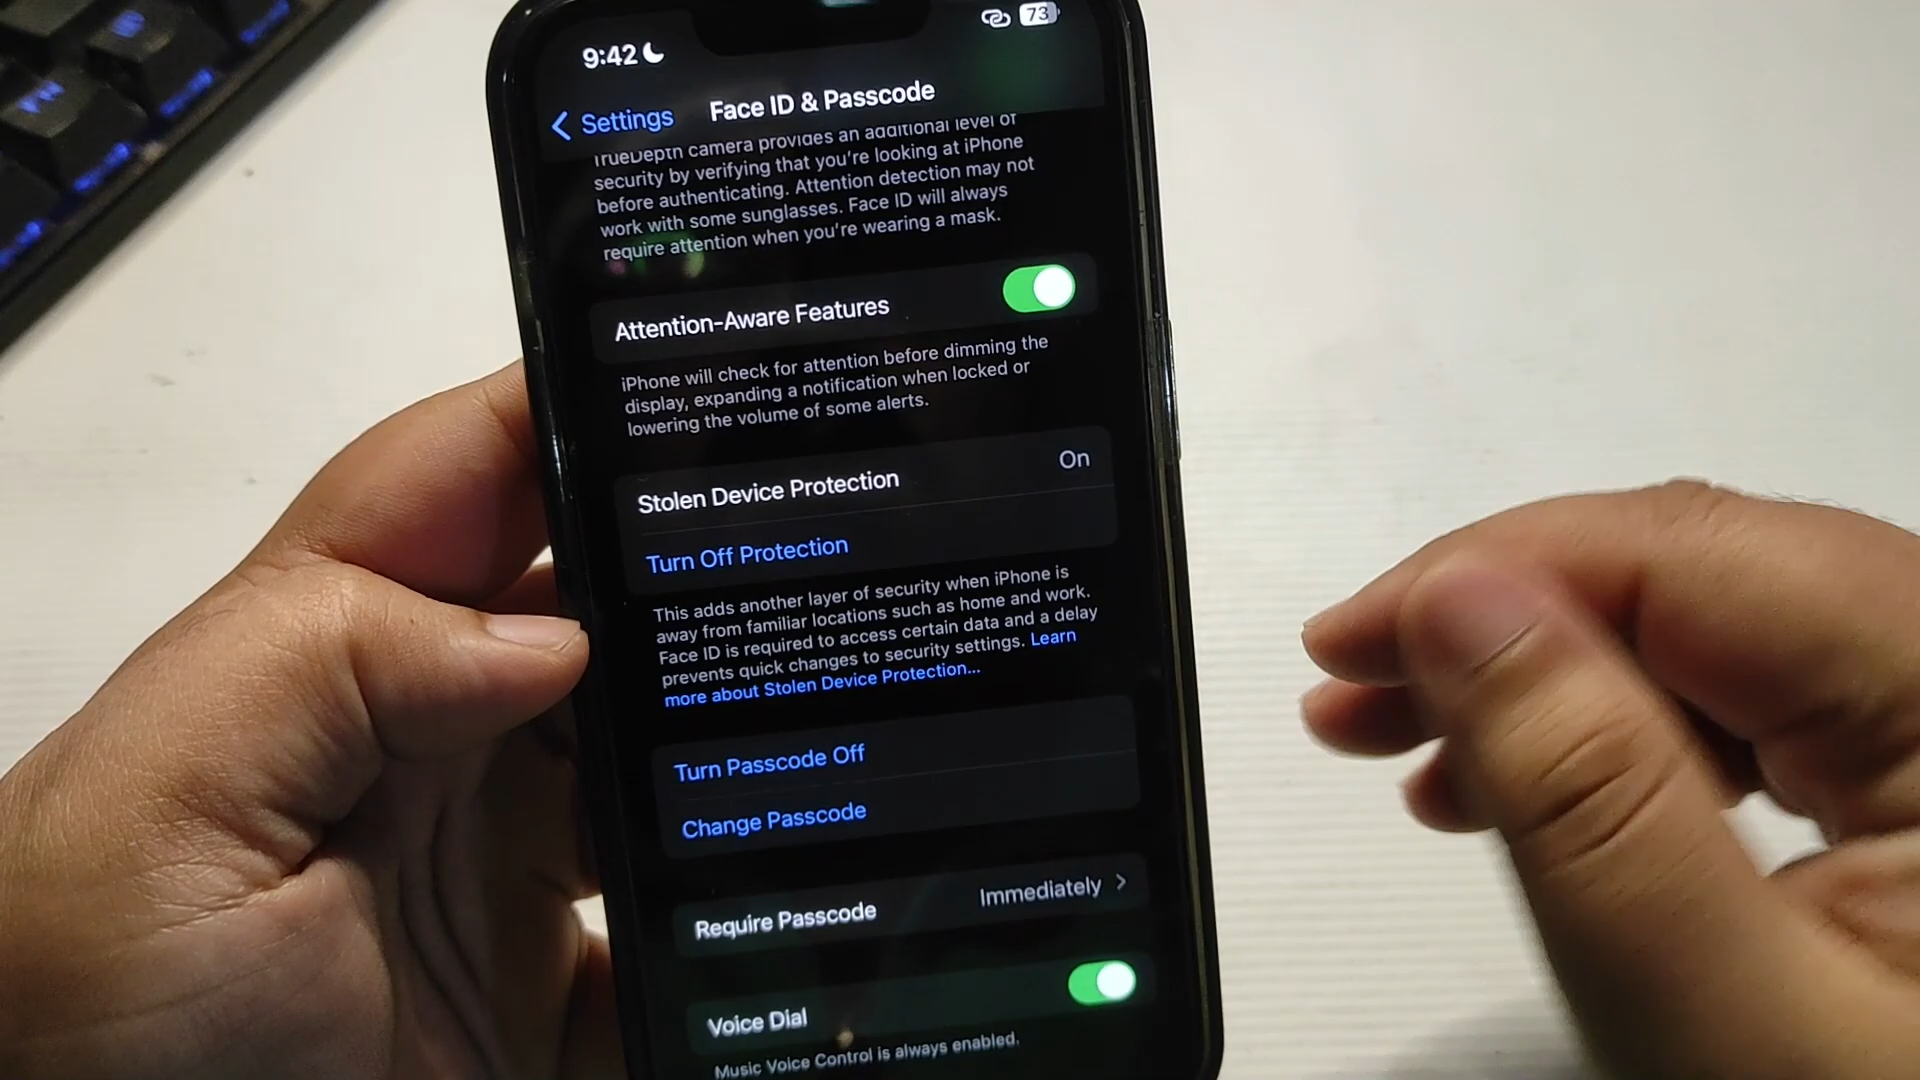 9:42
73
Settings
Face ID & Passcode
TrueDepth camera provides an additional level of
security by verifying that you're looking at iPhone
before authenticating. Attention detection may not
work with some sunglasses. Face ID will always
require attention when you're wearing a mask.
Attention-Aware Features
iPhone will check for attention before dimming the
display, expanding a notification when locked or
lowering the volume of some alerts.
Stolen Device Protection
On
Turn Off Protection
This adds another layer of security when iPhone is
away from familiar locations such as home and work.
Face ID is required to access certain data and a delay
prevents quick changes to security settings. Learn
more about Stolen Device Protection...
Turn Passcode Off
Change Passcode
Require Passcode
Immediately
Voice Dial
Music Voice Control is always enabled.